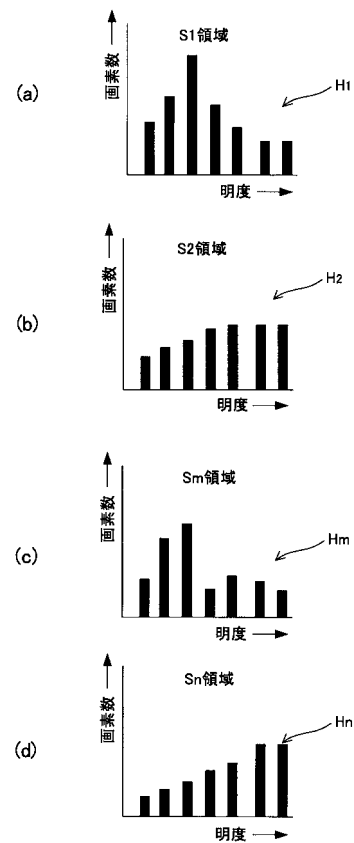 (a)
画素数
S1領域
H1
明度
(b)
画素数
S2領域
H2
明度
(c)
画素数
Sm領域
Hm
明度
(d)
画素数
Sn領域
Hn
明度